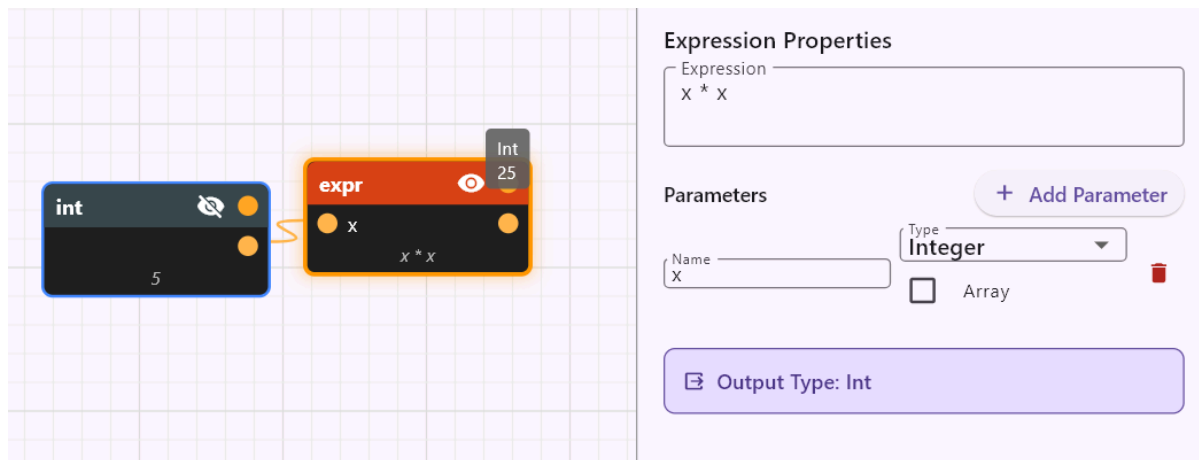 int
5
expr
x
x * x
Int
25
Expression Properties
Expression
x * x
Parameters
+ Add Parameter
Name
x
Type
Integer
Array
Output Type: Int